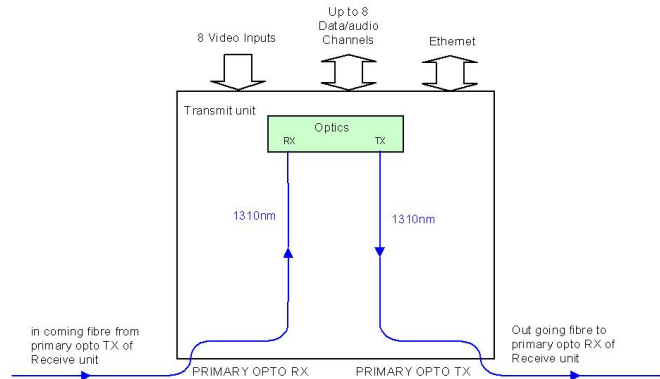 8 Video Inputs
Up to 8
Data/audio
Channels
Ethernet
Transmit unit
Optics
RX
TX
1310nm
1310nm
in coming fibre from
primary opto TX of
Receive unit
Out going fibre to
primary opto RX of
Receive unit
PRIMARY OPTO RX
PRIMARY OPTO TX